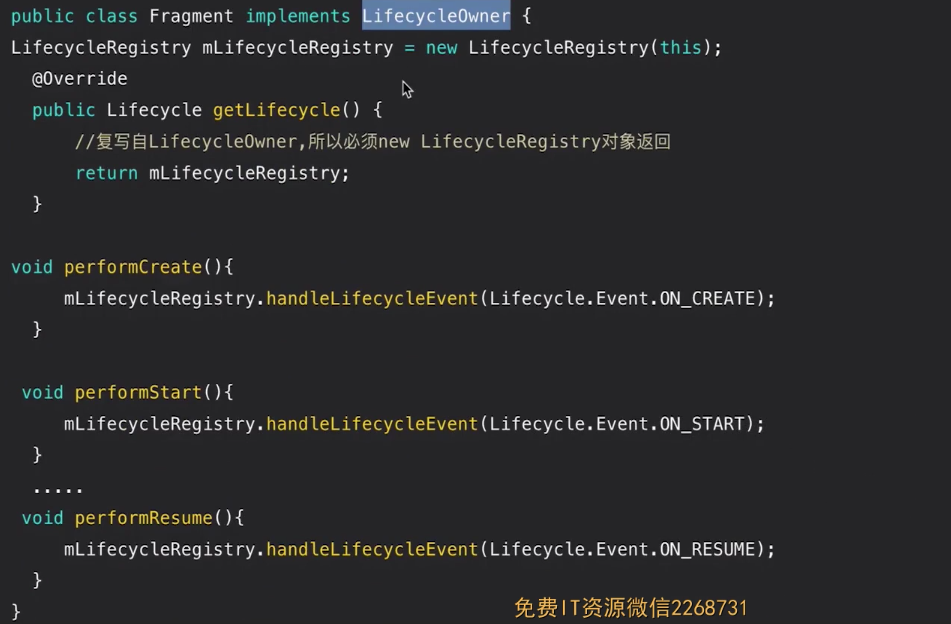 public class Fragment implements LifecycleOwner {
LifecycleRegistry mLifecycleRegistry = new LifecycleRegistry(this);
@Override
public Lifecycle getLifecycle() {
//复写自LifecycleOwner,所以必须new LifecycleRegistry对象返回
return mLifecycleRegistry;
}
void performCreate(){
mLifecycleRegistry.handleLifecycleEvent(Lifecycle.Event.ON_CREATE);
}
void performStart(){
mLifecycleRegistry.handleLifecycleEvent(Lifecycle.Event.ON_START);
}
.....
void performResume(){
mLifecycleRegistry.handleLifecycleEvent(Lifecycle.Event.ON_RESUME);
}
}
免费IT资源微信2268731